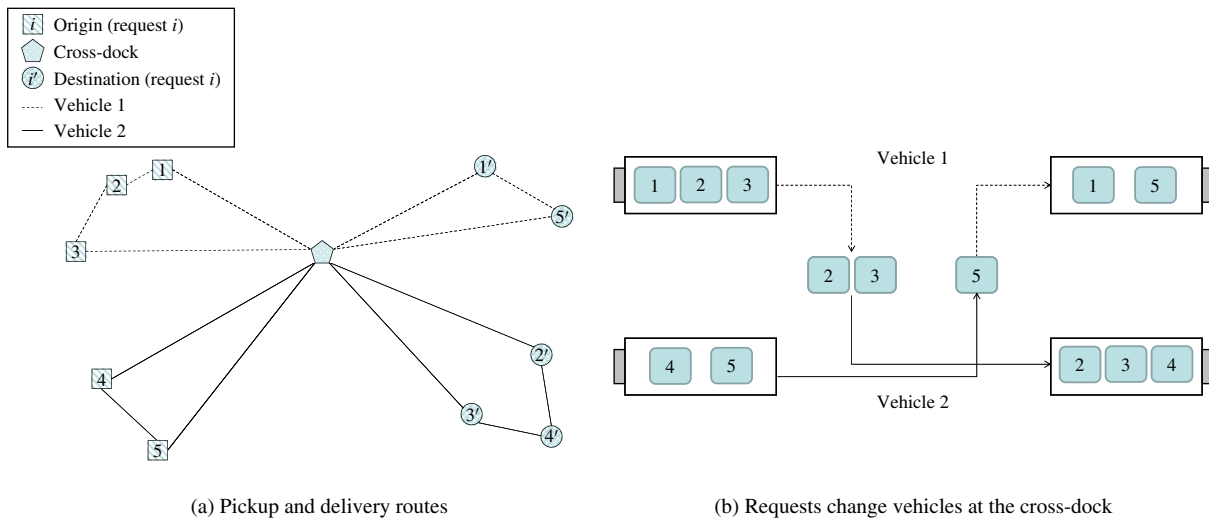 i Origin (request i)
Cross-dock
i′ Destination (request i)
Vehicle 1
Vehicle 2
1
2
3
4
5
1′
5′
2′
3′
4′
(a) Pickup and delivery routes
Vehicle 1
1 2 3
1 5
2 3
5
4 5
2 3 4
Vehicle 2
(b) Requests change vehicles at the cross-dock